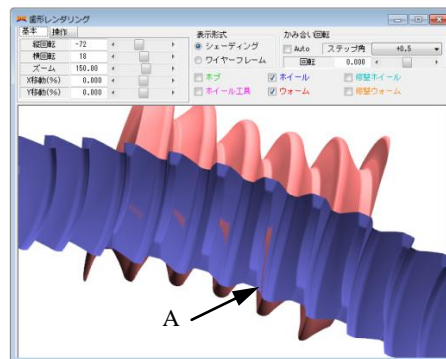 歯形レンダリング
基本 操作
縦回転 -72
横回転 18
ズーム 150.00
X移動(%) 0.000
Y移動(%) 0.000
表示形式
シェーディング
ワイヤーフレーム
かみ合い回転
Auto ステップ角 +0.5
回転 0.000
ホブ ホイール 修整ホイール
ホイール工具 ウォーム 修整ウォーム
A